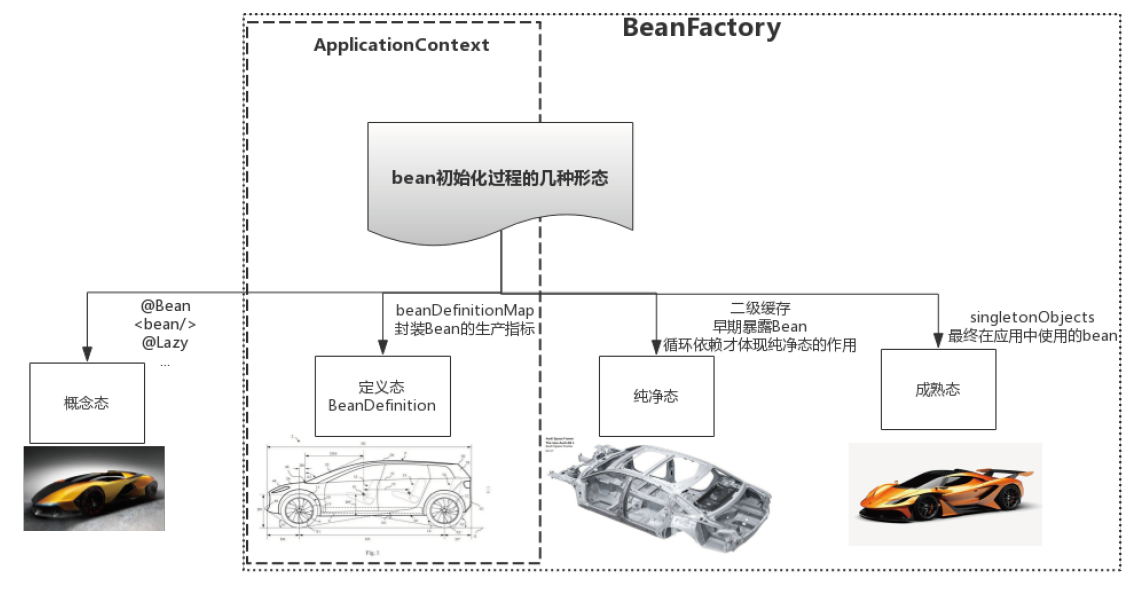 BeanFactory
ApplicationContext
bean初始化过程的几种形态
@Bean
<bean/>
@Lazy
...
beanDefinitionMap
封装Bean的生产指标
二级缓存
早期暴露Bean
循环依赖才体现纯净态的作用
singletonObjects
最终在应用中使用的bean
概念态
定义态
BeanDefinition
纯净态
成熟态
Fig. 1